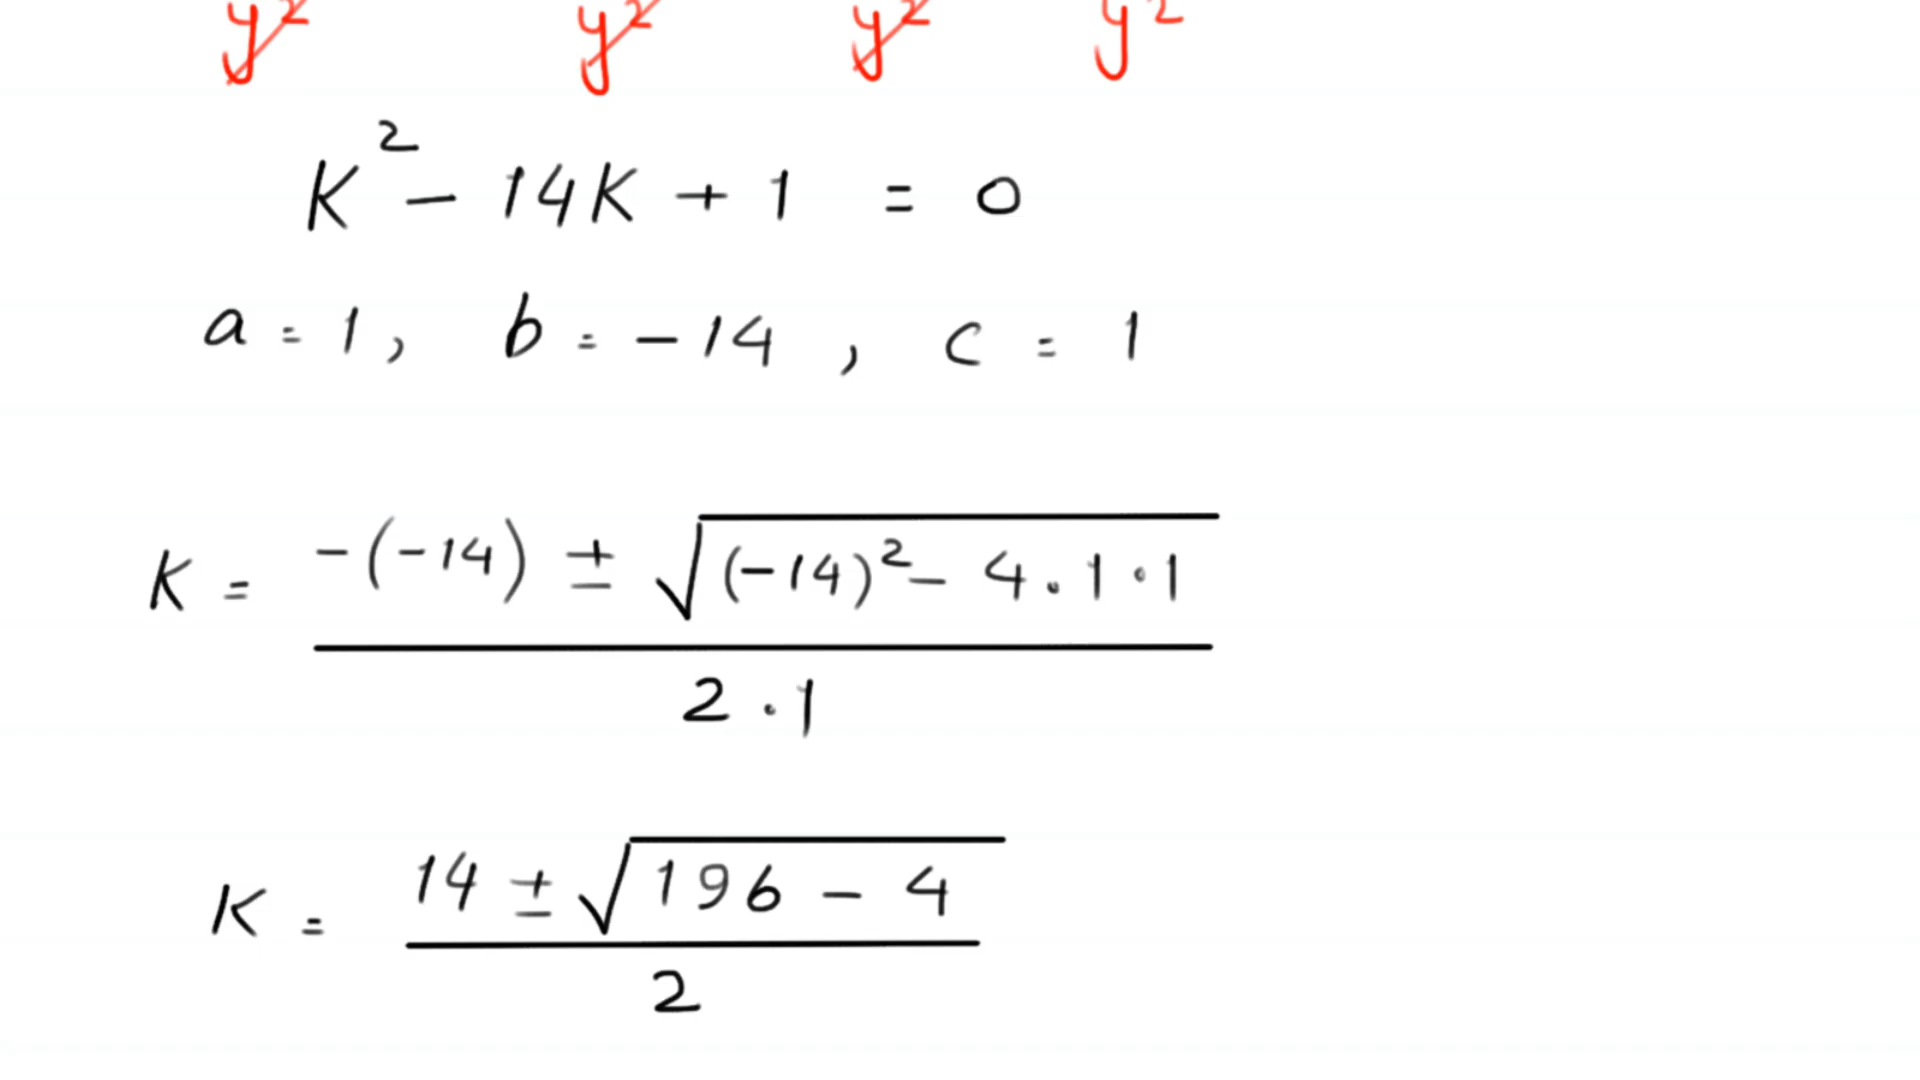 y² y² y² y²
K² - 14K + 1 = 0
a = 1, b = -14, c = 1
K = (-(-14) ± √((-14)² - 4·1·1)) / (2·1)
K = (14 ± √(196 - 4)) / 2